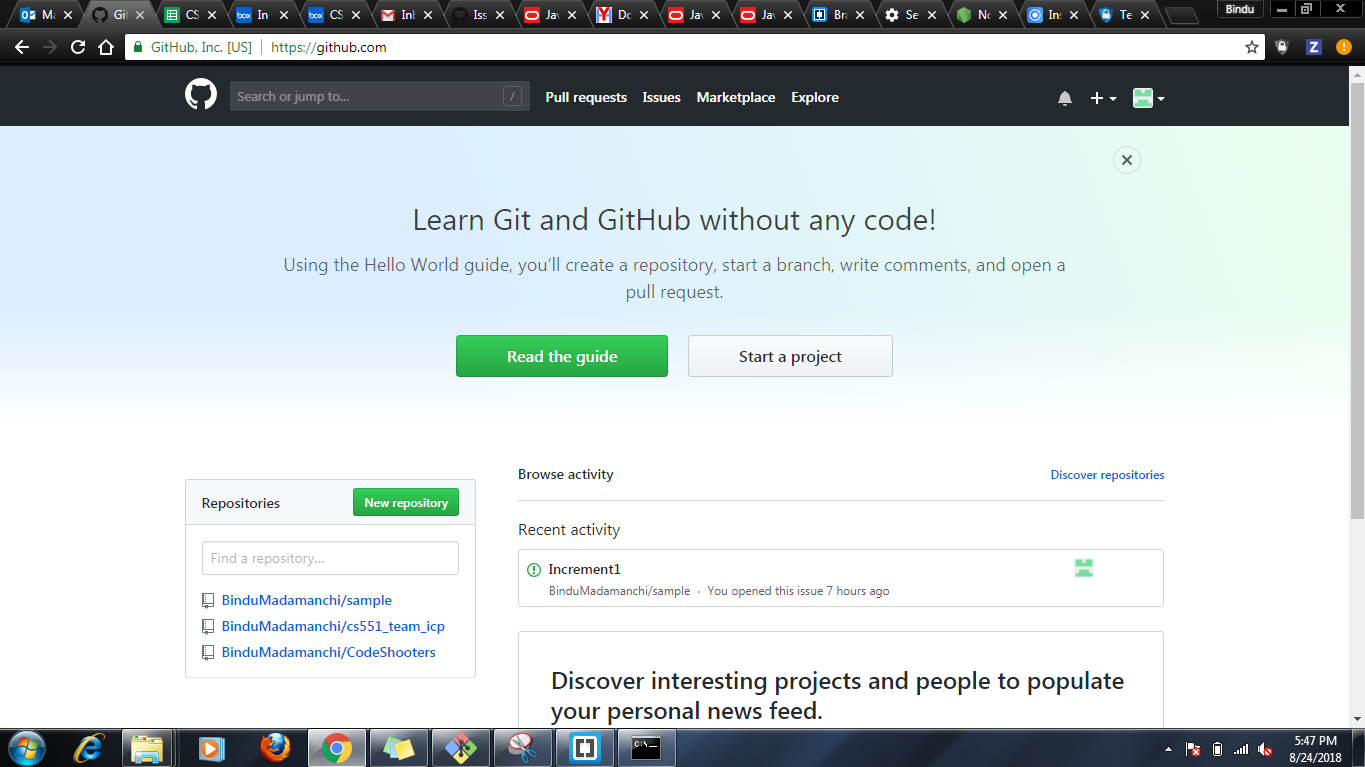 Ma
Git
CS
In
CS
Inb
Iss
Jav
Do
Jav
Jav
Bra
Se
No
Ins
Te
Bindu
GitHub, Inc. [US]
https://github.com
Z
Search or jump to...
/
Pull requests
Issues
Marketplace
Explore
Learn Git and GitHub without any code!
Using the Hello World guide, you’ll create a repository, start a branch, write comments, and open a
pull request.
Read the guide
Start a project
Repositories
New repository
Find a repository...
BinduMadamanchi/sample
BinduMadamanchi/cs551_team_icp
BinduMadamanchi/CodeShooters
Browse activity
Discover repositories
Recent activity
Increment1
BinduMadamanchi/sample · You opened this issue 7 hours ago
Discover interesting projects and people to populate
your personal news feed.
5:47 PM
8/24/2018